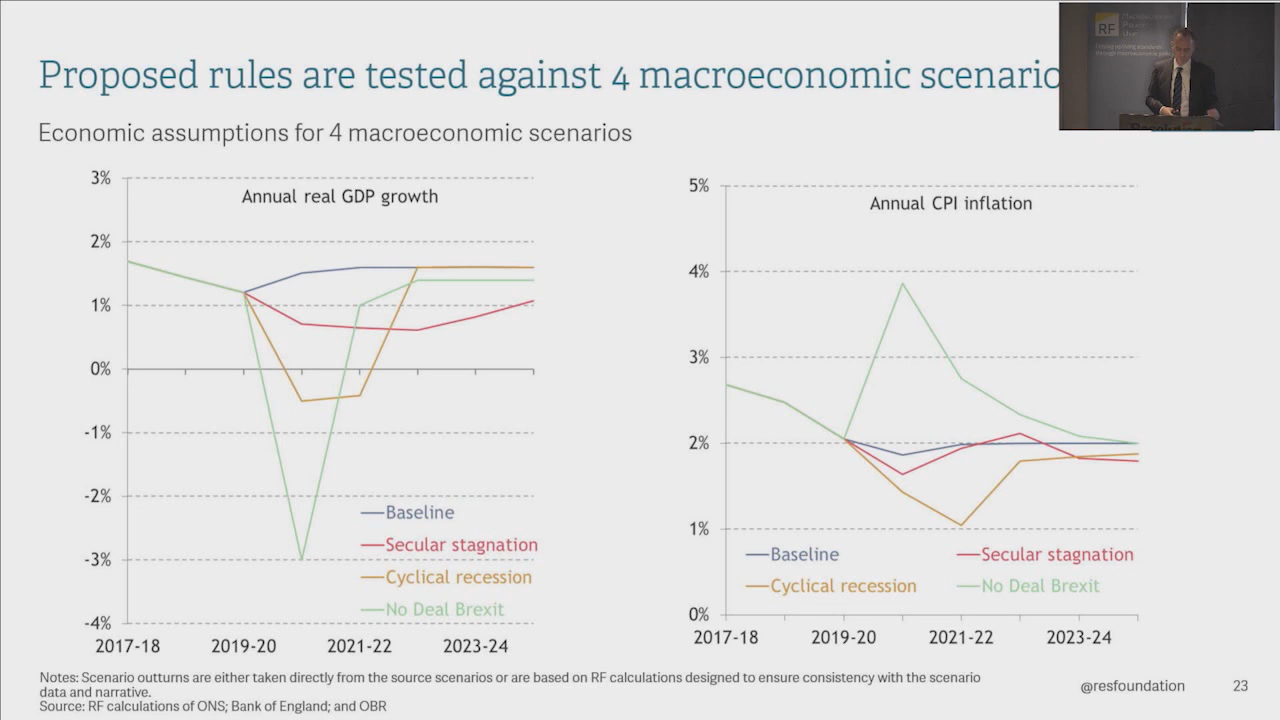 Proposed rules are tested against 4 macroeconomic scenario
Economic assumptions for 4 macroeconomic scenarios
Annual real GDP growth
3%
2%
1%
0%
-1%
-2%
-3%
-4%
Baseline
Secular stagnation
Cyclical recession
No Deal Brexit
2017-18 2019-20 2021-22 2023-24
Annual CPI inflation
5%
4%
3%
2%
1%
0%
Baseline Secular stagnation
Cyclical recession No Deal Brexit
2017-18 2019-20 2021-22 2023-24
Notes: Scenario outturns are either taken directly from the source scenarios or are based on RF calculations designed to ensure consistency with the scenario
data and narrative.
Source: RF calculations of ONS; Bank of England; and OBR
@resfoundation 23
RF